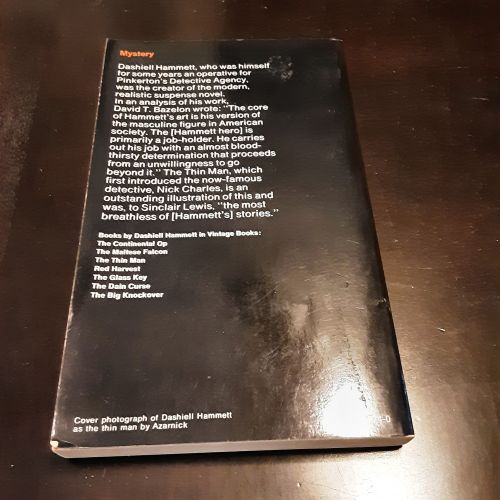 Mystery
Dashiell Hammett, who was himself
for some years an operative for
Pinkerton's Detective Agency,
was the creator of the modern,
realistic suspense novel.
In an analysis of his work,
David T. Bazelon wrote: "The core
of Hammett's art is his version of
the masculine figure in American
society. The [Hammett hero] is
primarily a job-holder. He carries
out his job with an almost blood-
thirsty determination that proceeds
from an unwillingness to go
beyond it." The Thin Man, which
first introduced the now-famous
detective, Nick Charles, is an
outstanding illustration of this and
was, to Sinclair Lewis, "the most
breathless of [Hammett's] stories."
Books by Dashiell Hammett in Vintage Books:
The Continental Op
The Maltese Falcon
The Thin Man
Red Harvest
The Glass Key
The Dain Curse
The Big Knockover
Cover photograph of Dashiell Hammett
as the thin man by Azarnick